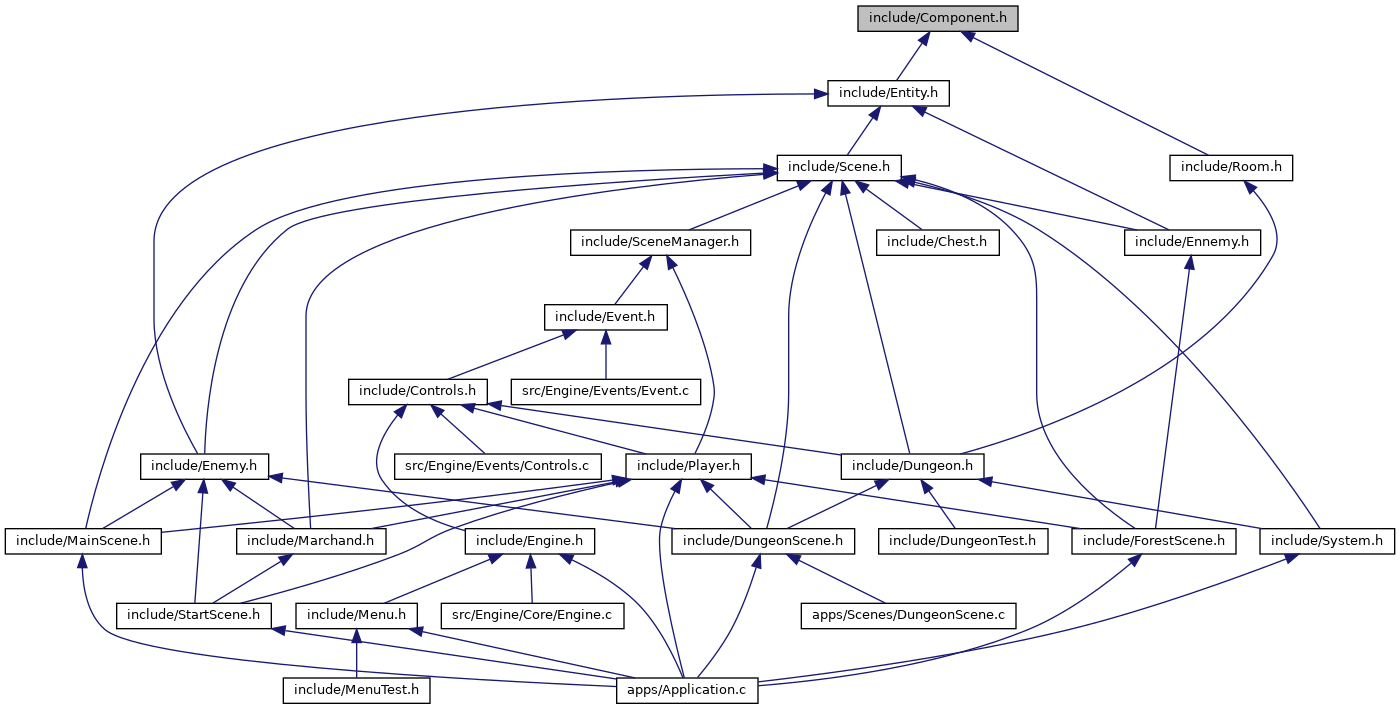 include/Component.h
include/Entity.h
include/Scene.h
include/Room.h
include/SceneManager.h
include/Chest.h
include/Ennemy.h
include/Event.h
include/Controls.h
src/Engine/Events/Event.c
include/Enemy.h
src/Engine/Events/Controls.c
include/Player.h
include/Dungeon.h
include/MainScene.h
include/Marchand.h
include/Engine.h
include/DungeonScene.h
include/DungeonTest.h
include/ForestScene.h
include/System.h
include/StartScene.h
include/Menu.h
src/Engine/Core/Engine.c
apps/Scenes/DungeonScene.c
include/MenuTest.h
apps/Application.c